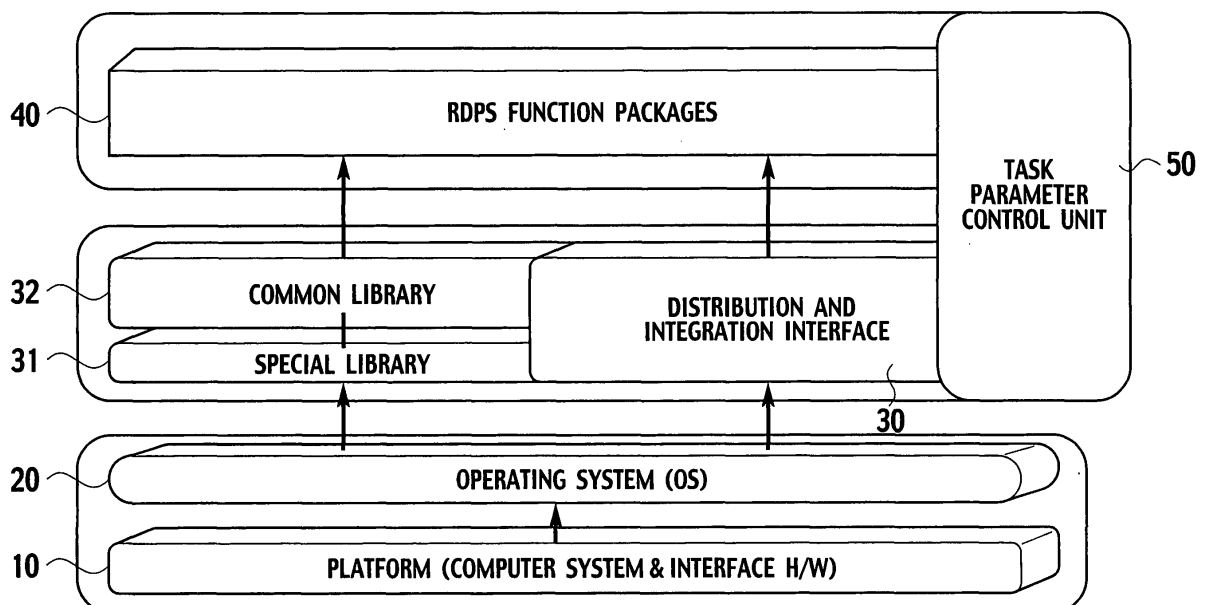 40
RDPS FUNCTION PACKAGES
TASK
PARAMETER
CONTROL UNIT
50
32
COMMON LIBRARY
DISTRIBUTION AND
INTEGRATION INTERFACE
31
SPECIAL LIBRARY
30
20
OPERATING SYSTEM (OS)
10
PLATFORM (COMPUTER SYSTEM & INTERFACE H/W)